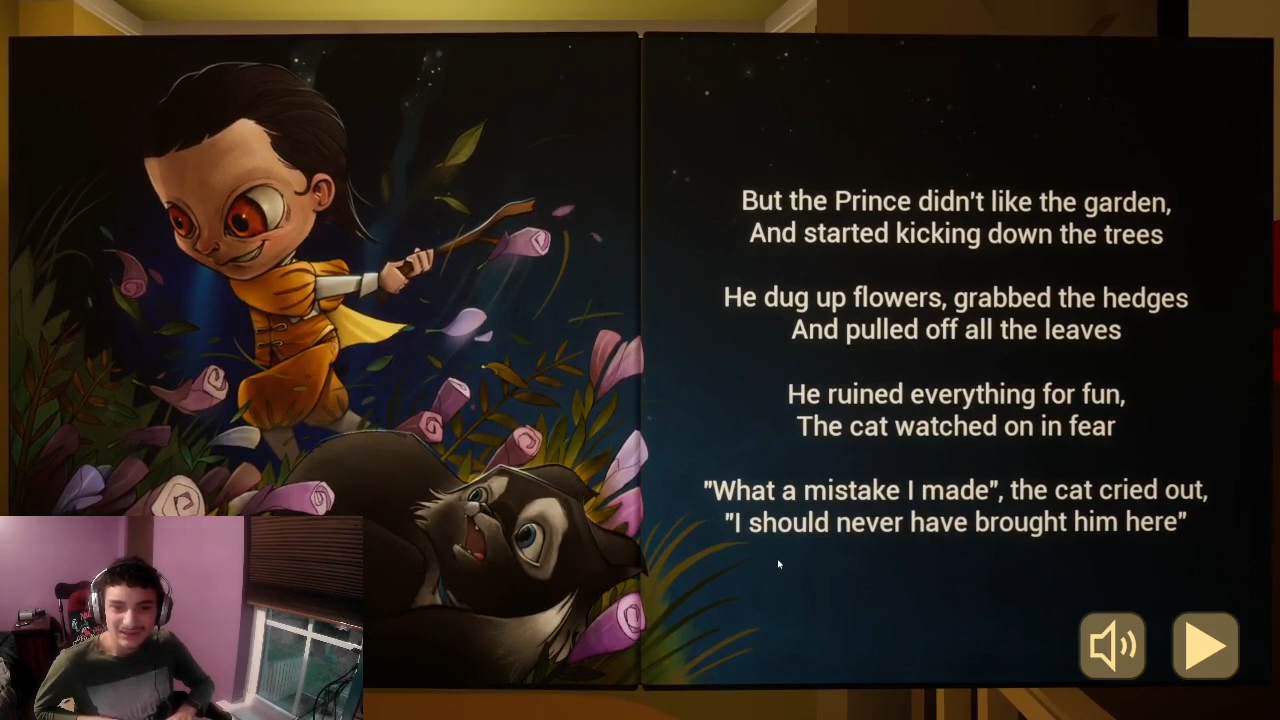 But the Prince didn't like the garden,
And started kicking down the trees
He dug up flowers, grabbed the hedges
And pulled off all the leaves
He ruined everything for fun,
The cat watched on in fear
"What a mistake I made", the cat cried out,
"I should never have brought him here"